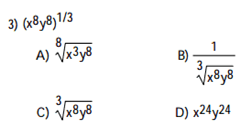 3) (x⁸y⁸)¹/³
A) ⁸√x³y⁸ B) 1/³√x⁸y⁸
C) ³√x⁸y⁸ D) x24y24